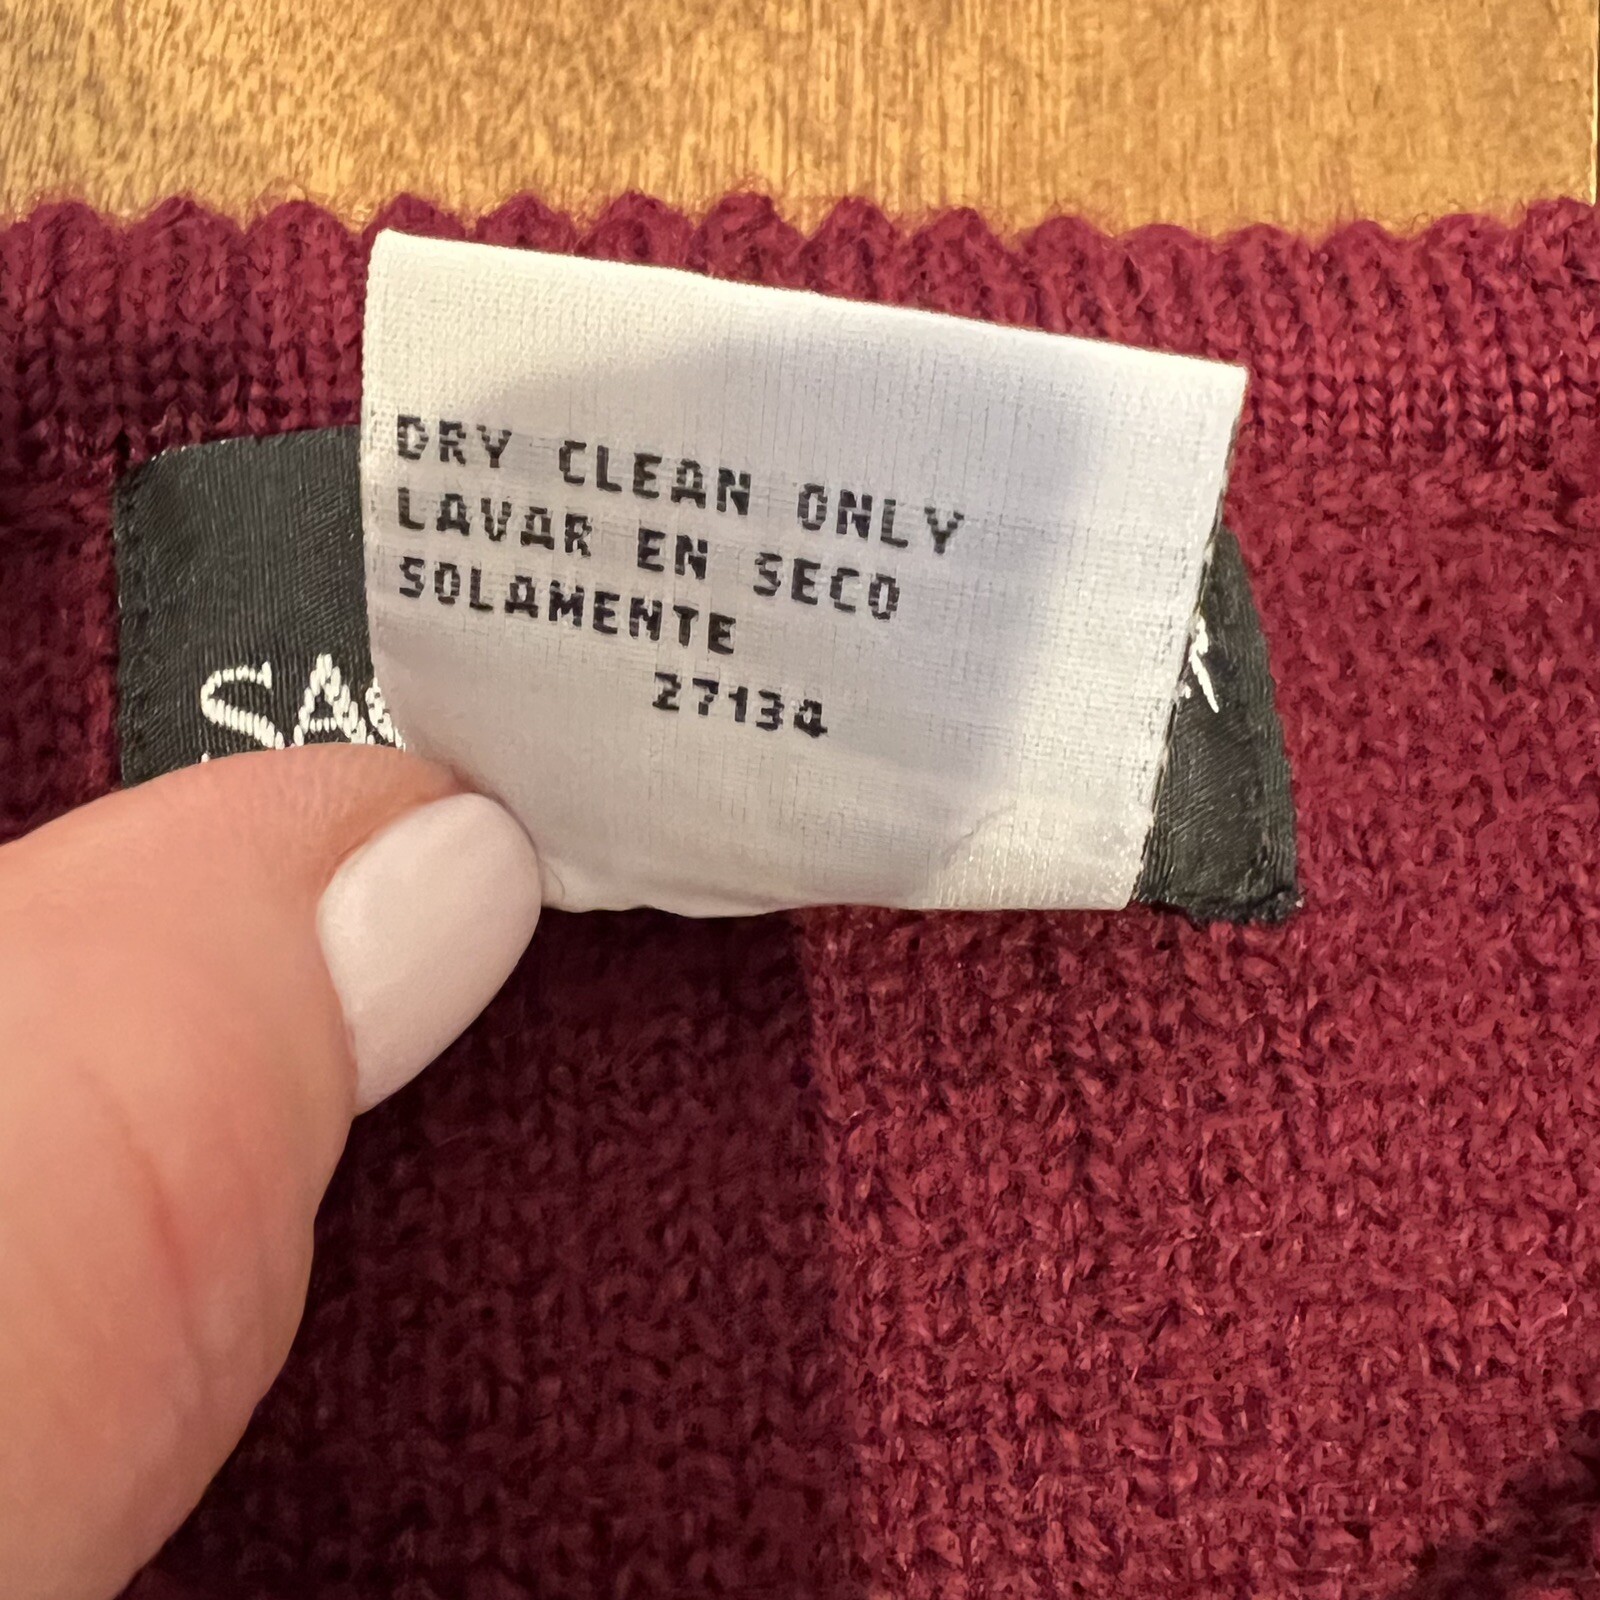 DRY CLEAN ONLY
LAVAR EN SECO
SOLAMENTE
27134